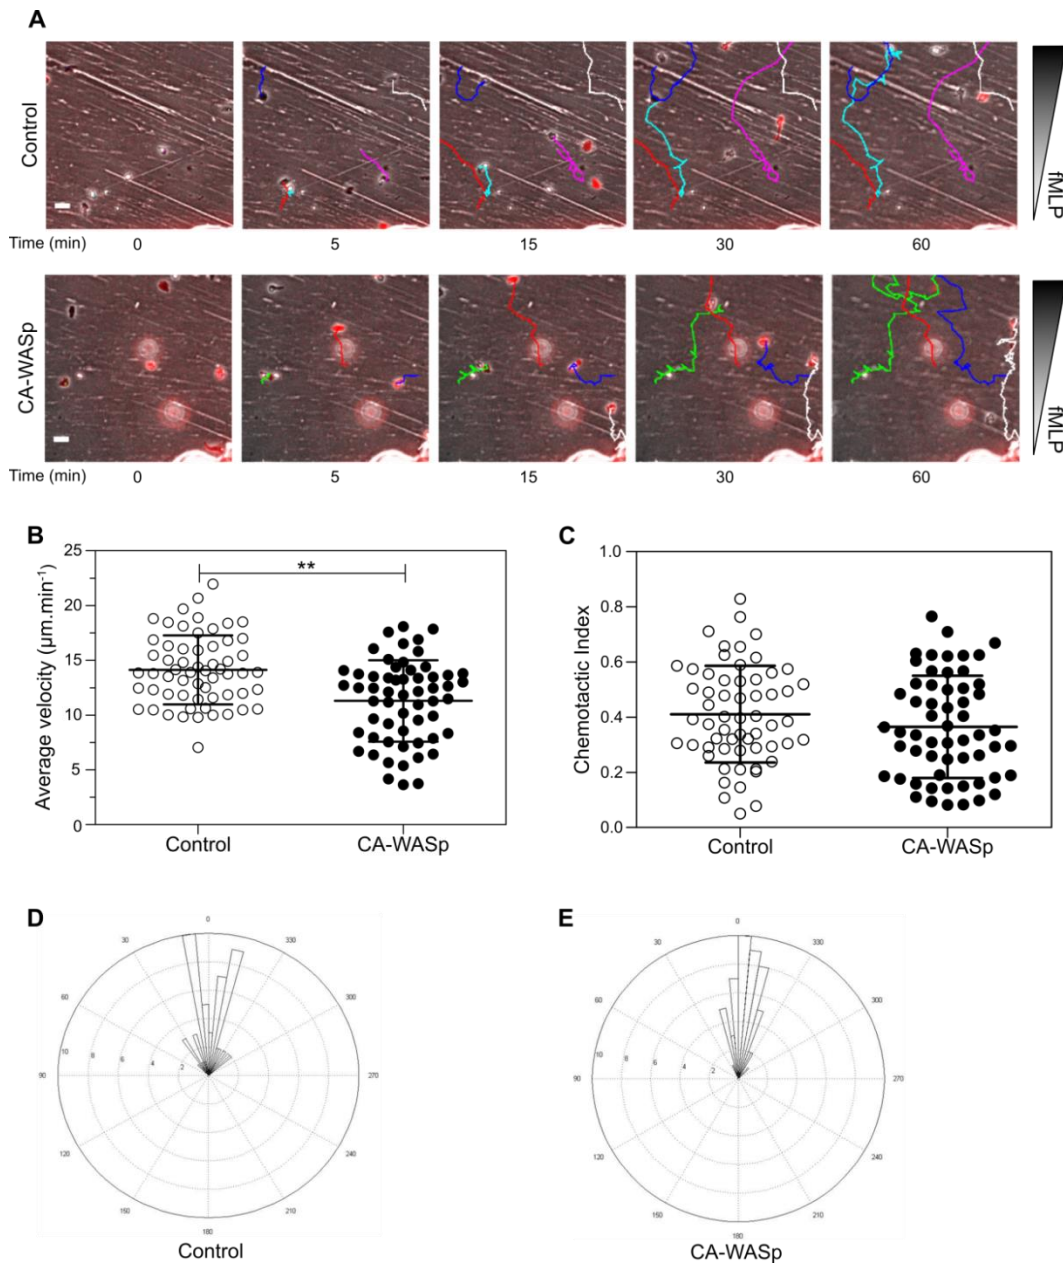 A
Control
fMLP
Time (min) 0 5 15 30 60
CA-WASp
fMLP
Time (min) 0 5 15 30 60
B
Average velocity (µm.min⁻¹)
25
20
15
10
5
0
**
Control CA-WASp
C
Chemotactic Index
1.0
0.8
0.6
0.4
0.2
0.0
Control CA-WASp
D
0
30 330
60 300
10 8 6 4 2
90 270
120 240
150 210
180
Control
E
0
30 330
60 300
10 8 6 4 2
90 270
120 240
150 210
180
CA-WASp